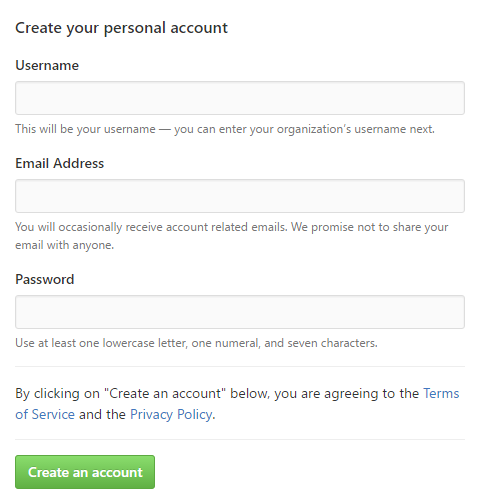 Create your personal account
Username
This will be your username — you can enter your organization's username next.
Email Address
You will occasionally receive account related emails. We promise not to share your
email with anyone.
Password
Use at least one lowercase letter, one numeral, and seven characters.
By clicking on "Create an account" below, you are agreeing to the Terms
of Service and the Privacy Policy.
Create an account